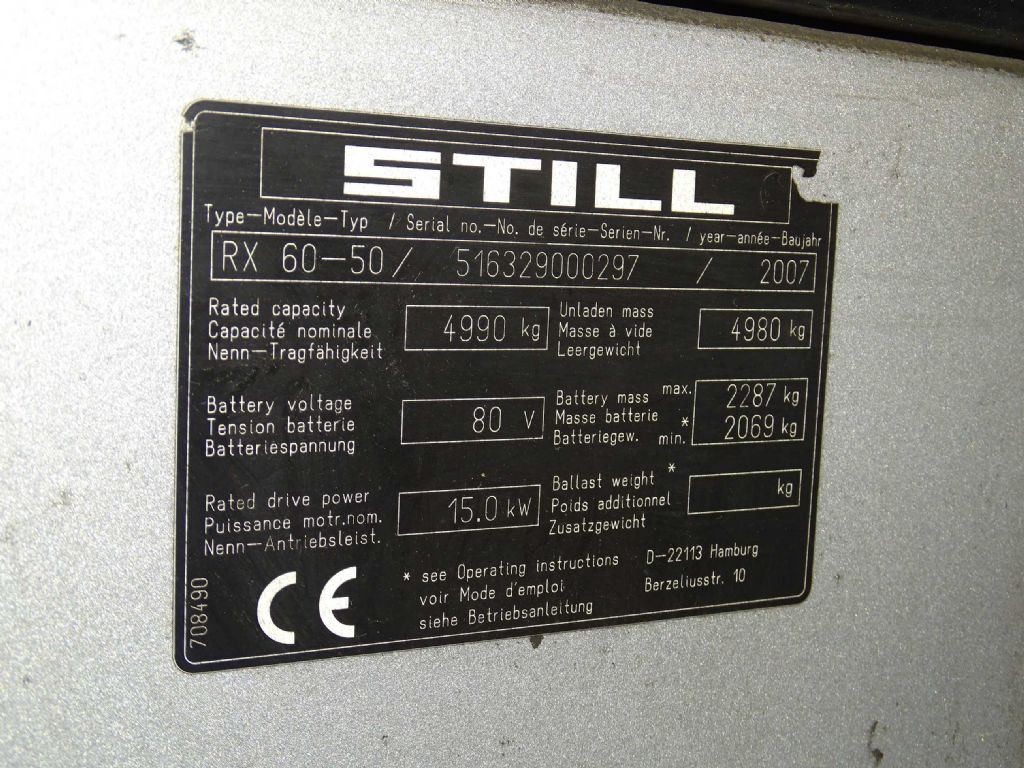 STILL
Type-Modèle-Typ / Serial no.-No. de série-Serien-Nr. / year-année-Baujahr
RX 60-50 / 516329000297 / 2007
Rated capacity
Capacité nominale
Nenn-Tragfähigkeit
4990 kg
Unladen mass
Masse à vide
Leergewicht
4980 kg
Battery voltage
Tension batterie
Batteriespannung
80 V
Battery mass max. 2287 kg
Masse batterie *
Batteriegew. min. 2069 kg
Rated drive power
Puissance motr.nom.
Nenn-Antriebsleist.
15.0 kW
Ballast weight *
Poids additionnel
Zusatzgewicht
kg
CE
* see Operating instructions
voir Mode d'emploi
siehe Betriebsanleitung
D-22113 Hamburg
Berzeliusstr. 10
708490